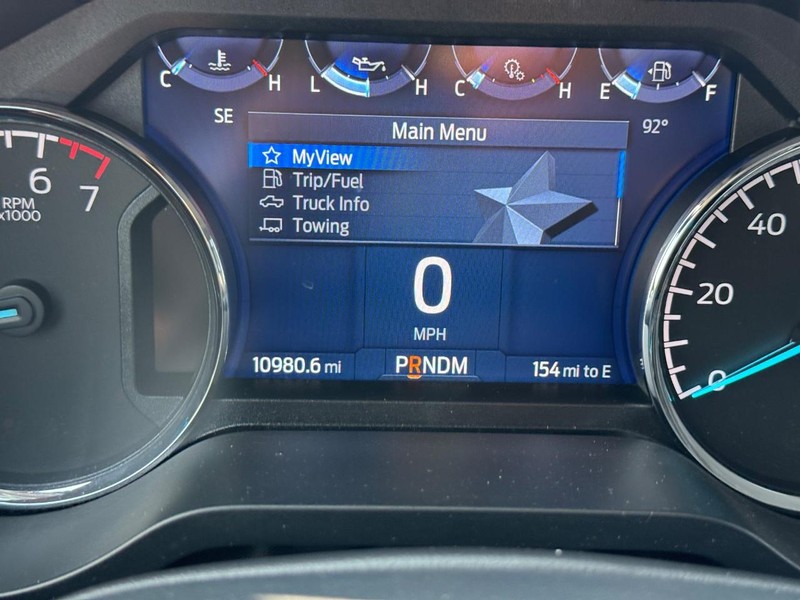 C H
L H
C H
E F
SE
92°
Main Menu
MyView
Trip/Fuel
Truck Info
Towing
6
7
RPM
x1000
40
20
0
0
MPH
10980.6 mi
PRNDM
154 mi to E